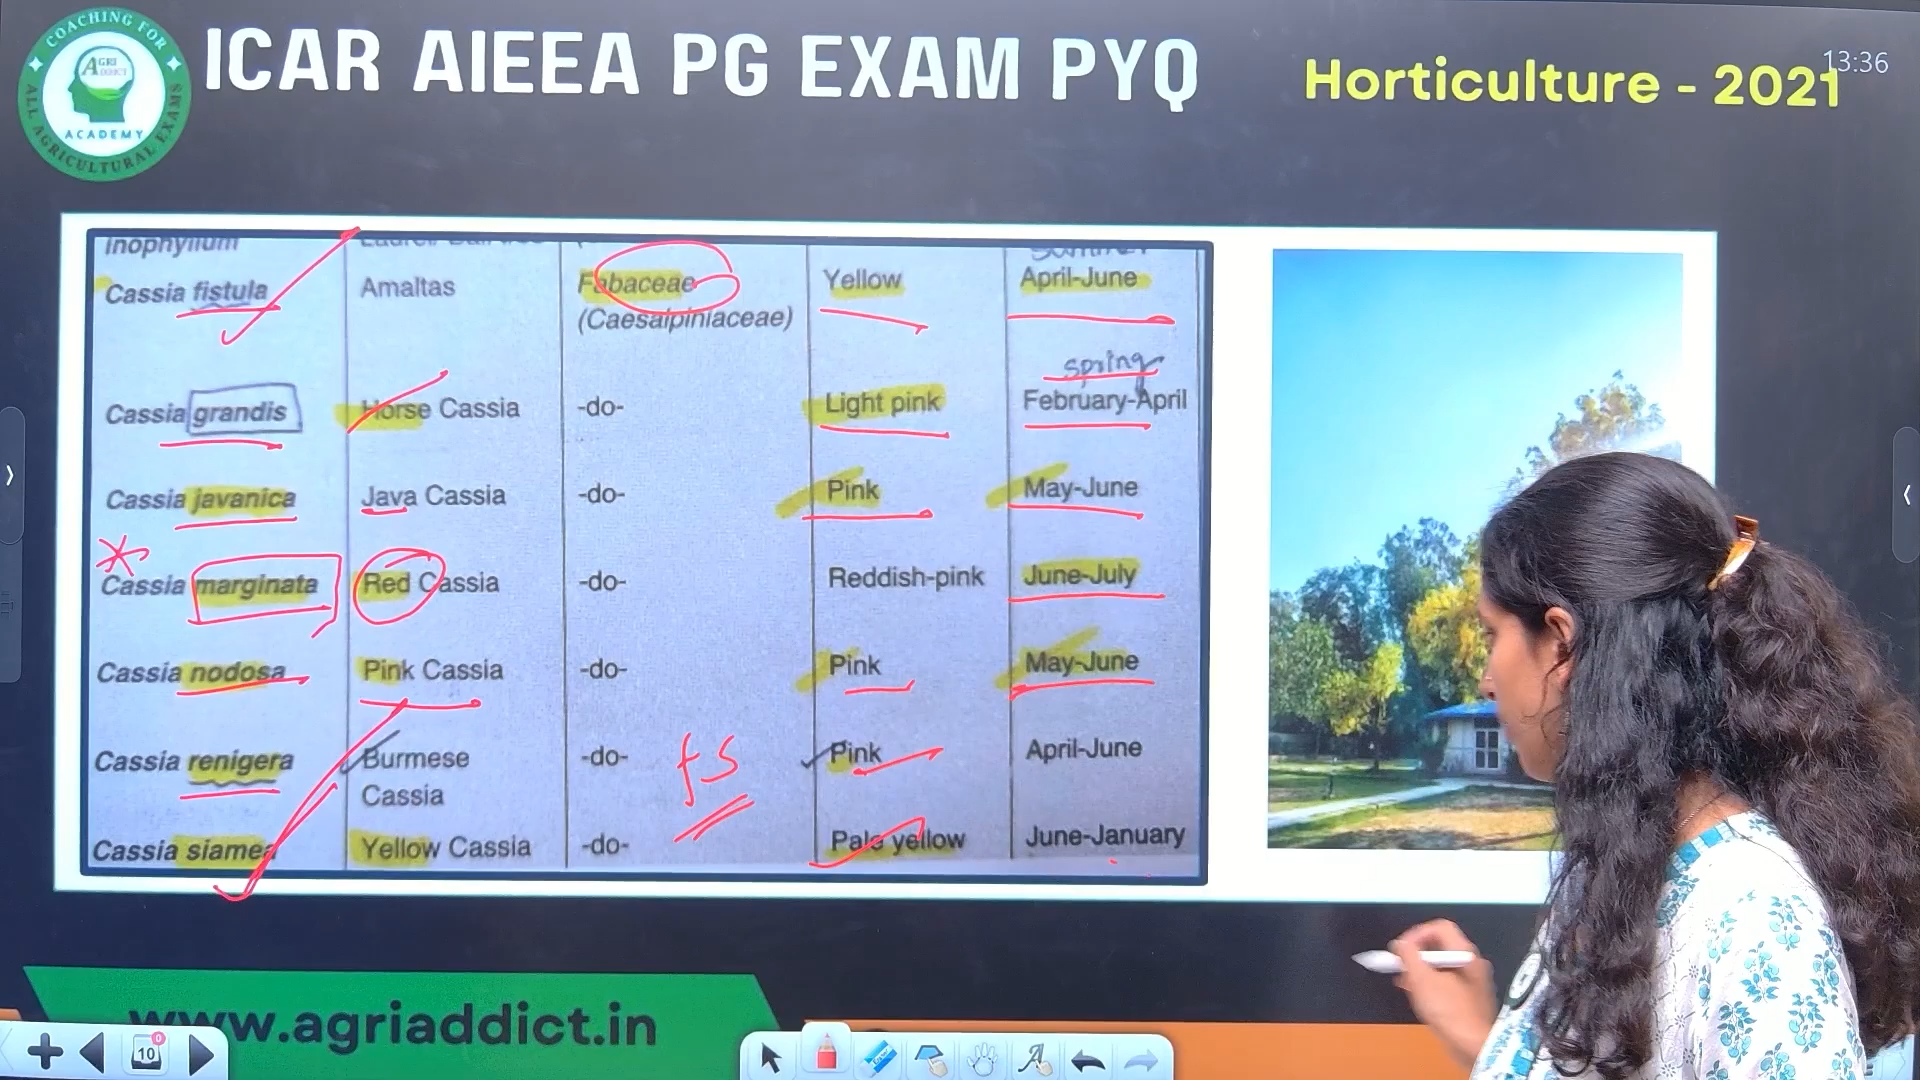 COACHING FOR
AGRI
ADDICT
ACADEMY
ALL AGRICULTURAL EXAMS
ICAR AIEEA PG EXAM PYQ
Horticulture - 2021
13:36
Inophyllum
Summer
Cassia fistula Amaltas Fabaceae Yellow April-June
(Caesalpiniaceae)
spring
Cassia grandis Horse Cassia -do- Light pink February-April
Cassia javanica Java Cassia -do- Pink May-June
Cassia marginata Red Cassia -do- Reddish-pink June-July
Cassia nodosa Pink Cassia -do- Pink May-June
Cassia renigera Burmese -do- Pink April-June
Cassia
fs
Cassia siamea Yellow Cassia -do- Pale yellow June-January
www.agriaddict.in
10
0